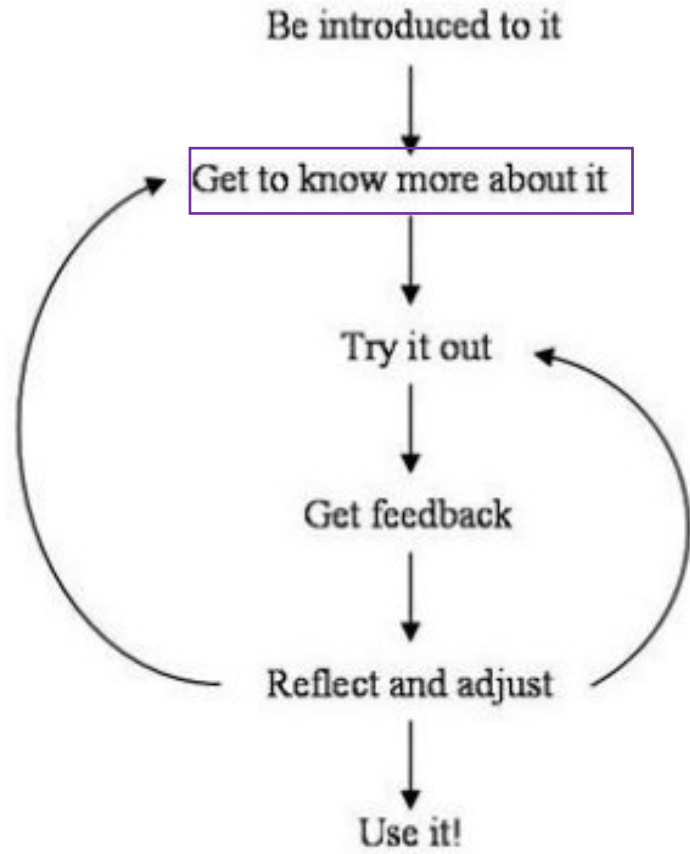 Be introduced to it
Get to know more about it
Try it out
Get feedback
Reflect and adjust
Use it!